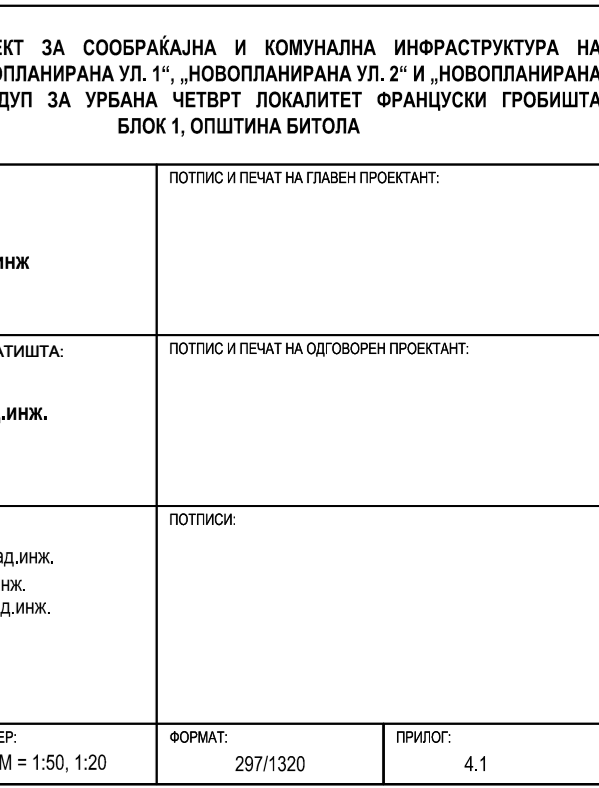 ЕКТ ЗА СООБРАЌАЈНА И КОМУНАЛНА ИНФРАСТРУКТУРА НА
ОПЛАНИРАНА УЛ. 1“, „НОВОПЛАНИРАНА УЛ. 2“ И „НОВОПЛАНИРАНА
ДУП ЗА УРБАНА ЧЕТВРТ ЛОКАЛИТЕТ ФРАНЦУСКИ ГРОБИШТА
БЛОК 1, ОПШТИНА БИТОЛА
ПОТПИС И ПЕЧАТ НА ГЛАВЕН ПРОЕКТАНТ:
инж
АТИШТА:
ПОТПИС И ПЕЧАТ НА ОДГОВОРЕН ПРОЕКТАНТ:
д.инж.
ПОТПИСИ:
ад.инж.
нж.
д.инж.
ЕР:
М = 1:50, 1:20
ФОРМАТ:
297/1320
ПРИЛОГ:
4.1